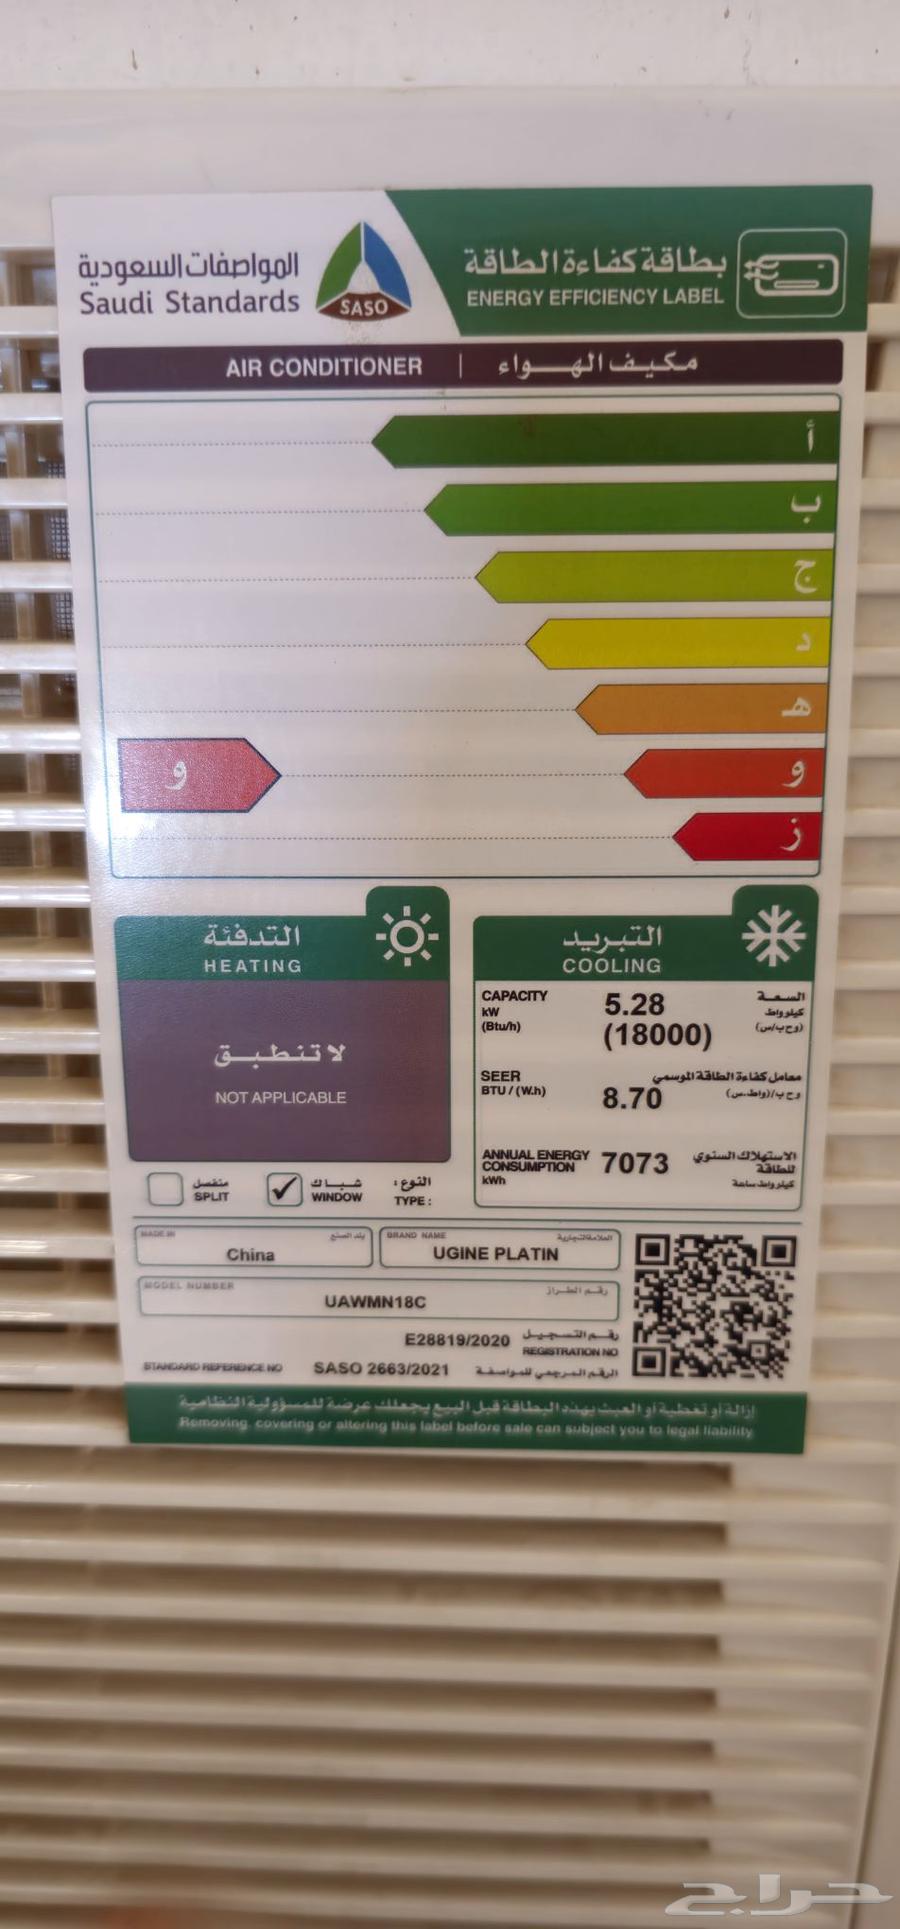 المواصفات السعودية
Saudi Standards
SASO
بطاقة كفاءة الطاقة
ENERGY EFFICIENCY LABEL
AIR CONDITIONER | مكيف الهواء
أ
ب
ج
د
هـ
و
و
ز
التدفئة
HEATING
لا تنطبق
NOT APPLICABLE
التبريد
COOLING
CAPACITY 5.28 السعة
kW كيلو واط
(Btu/h) (18000) (وح ب/س)
SEER معامل كفاءة الطاقة الموسمي
BTU / (W.h) 8.70 وح ب/(واط.س)
ANNUAL ENERGY CONSUMPTION 7073 الاستهلاك السنوي للطاقة
kWh كيلو واط ساعة
منفصل شباك النوع:
SPLIT ✓ WINDOW TYPE:
MADE IN بلد الصنع
China
BRAND NAME العلامة التجارية
UGINE PLATIN
MODEL NUMBER رقم الطراز
UAWMN18C
E28819/2020 رقم التسجيل
REGISTRATION NO
STANDARD REFERENCE NO SASO 2663/2021 الرقم المرجعي للمواصفة
إزالة أو تغطية أو العبث بهذه البطاقة قبل البيع يجعلك عرضة للمسؤولية النظامية
Removing, covering or altering this label before sale can subject you to legal liability
حراج